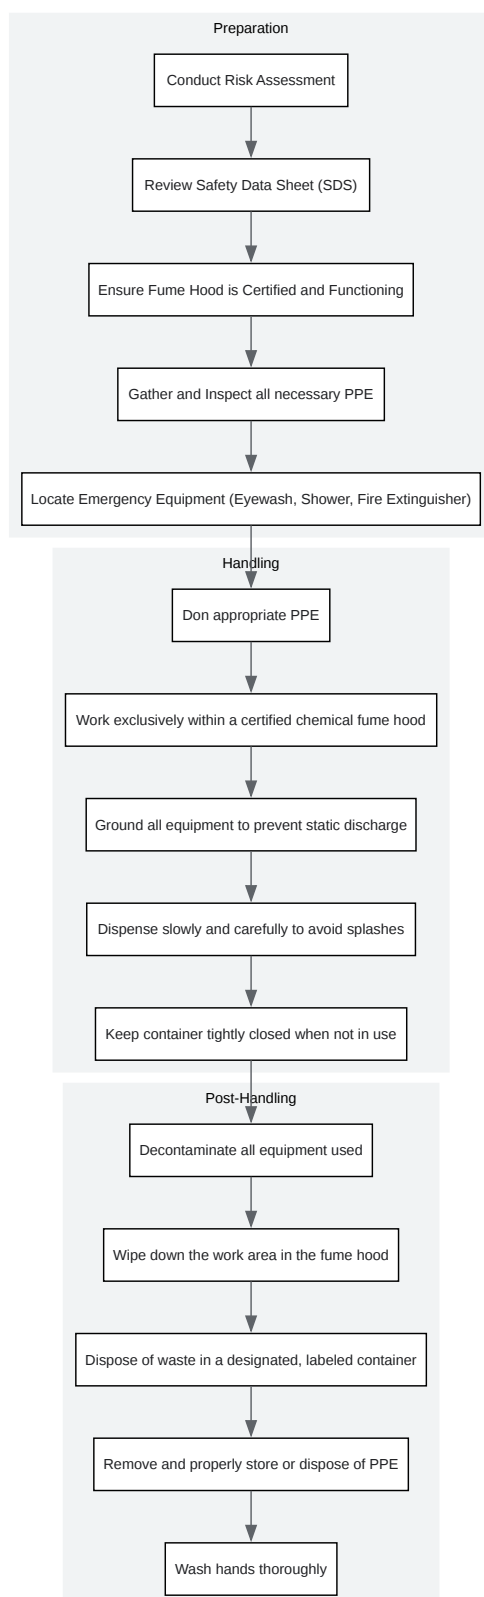 Preparation
Conduct Risk Assessment
Review Safety Data Sheet (SDS)
Ensure Fume Hood is Certified and Functioning
Gather and Inspect all necessary PPE
Locate Emergency Equipment (Eyewash, Shower, Fire Extinguisher)
Handling
Don appropriate PPE
Work exclusively within a certified chemical fume hood
Ground all equipment to prevent static discharge
Dispense slowly and carefully to avoid splashes
Keep container tightly closed when not in use
Post-Handling
Decontaminate all equipment used
Wipe down the work area in the fume hood
Dispose of waste in a designated, labeled container
Remove and properly store or dispose of PPE
Wash hands thoroughly